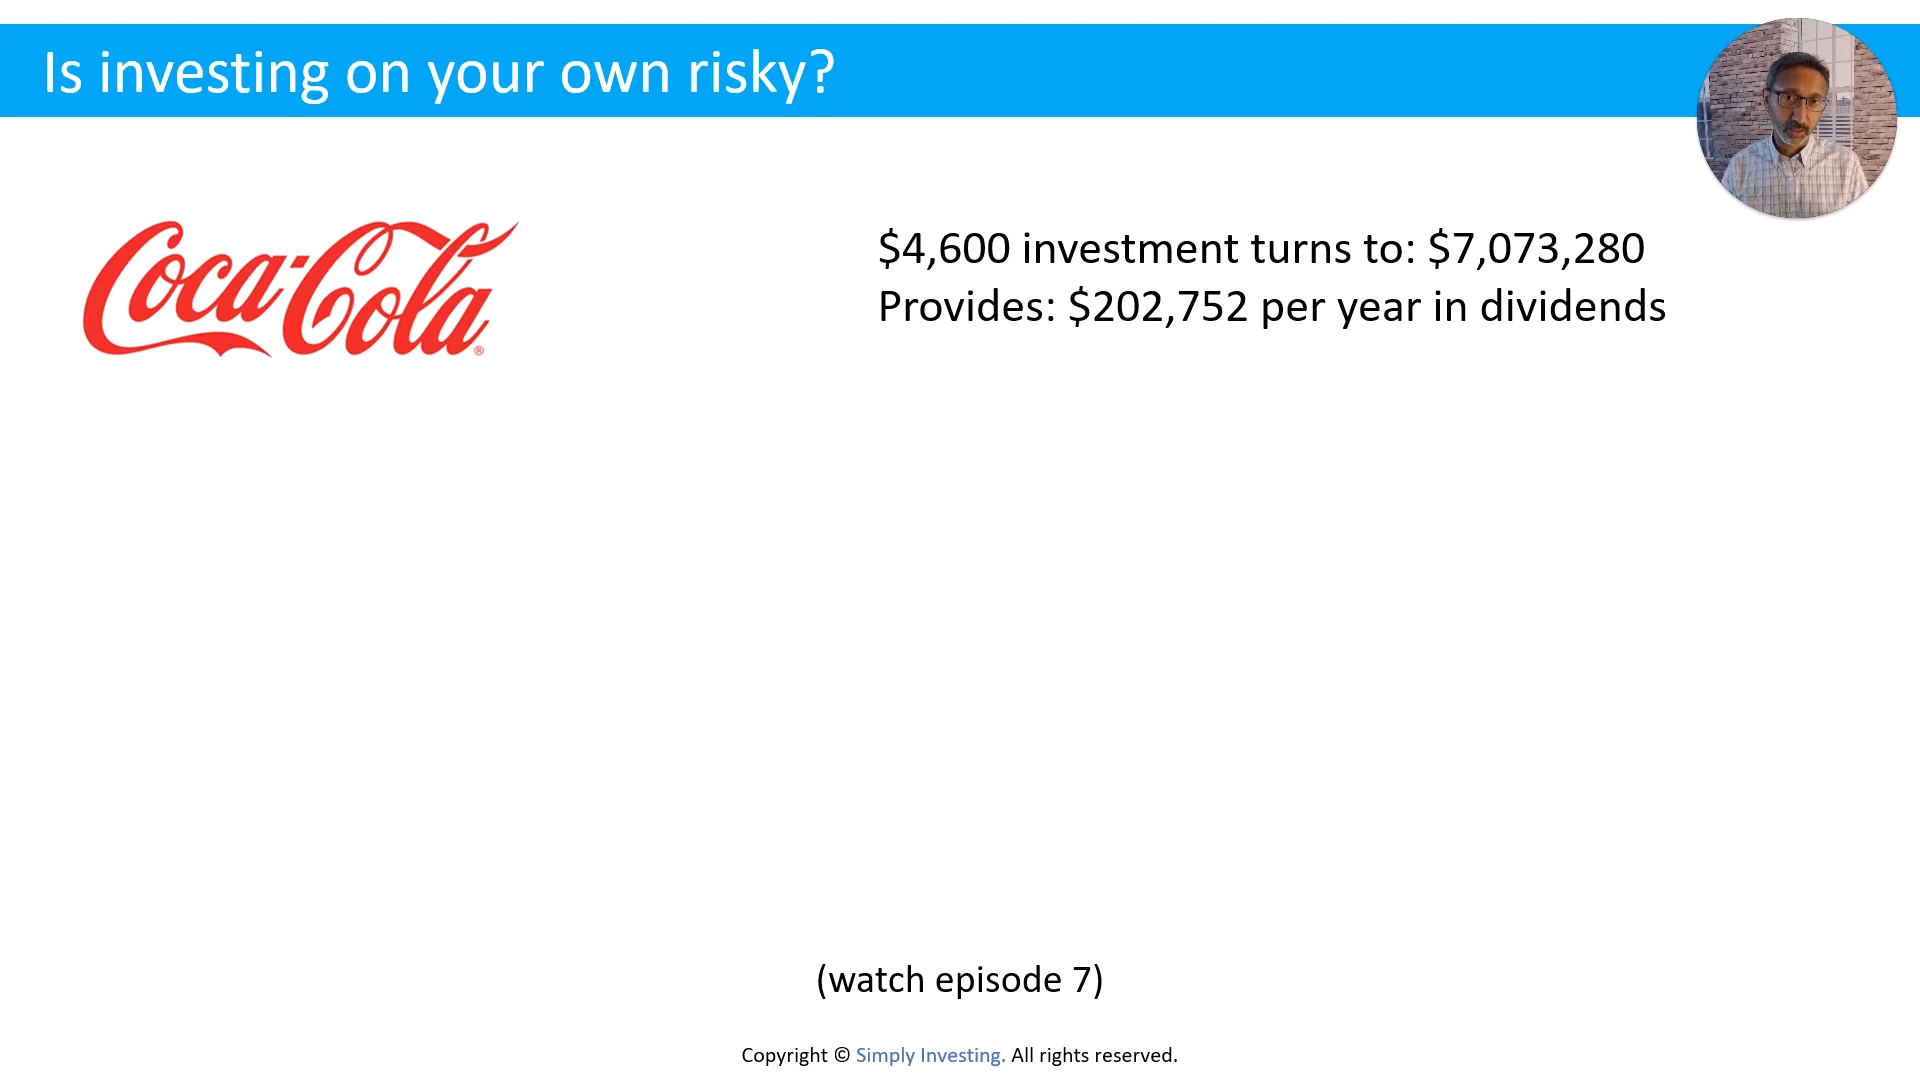 Is investing on your own risky?
Coca-Cola®
$4,600 investment turns to: $7,073,280
Provides: $202,752 per year in dividends
(watch episode 7)
Copyright © Simply Investing. All rights reserved.